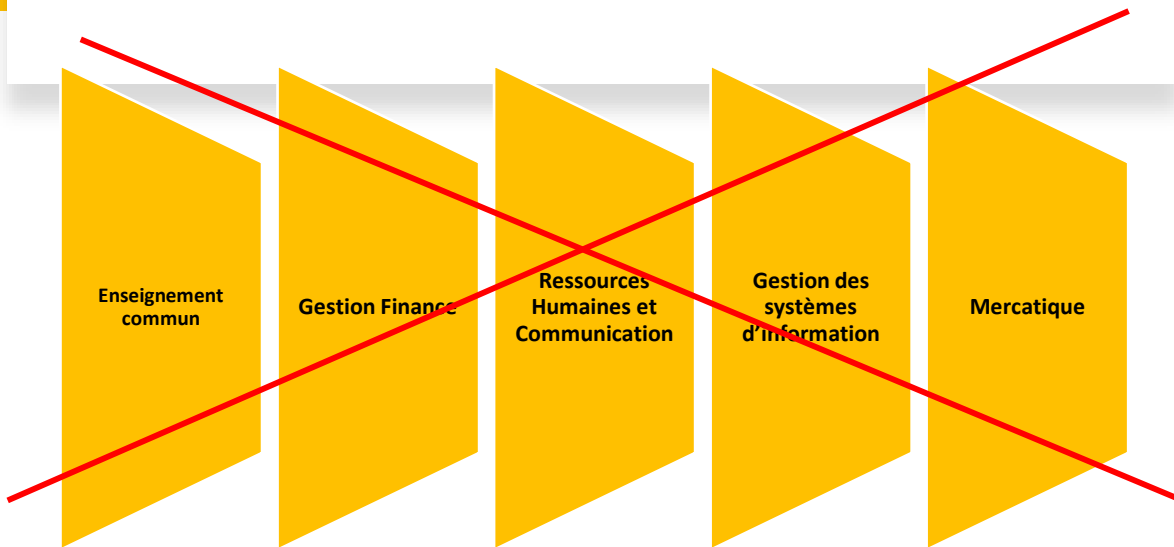 Enseignement
commun
Gestion Finance
Ressources
Humaines et
Communication
Gestion des
systèmes
d'information
Mercatique